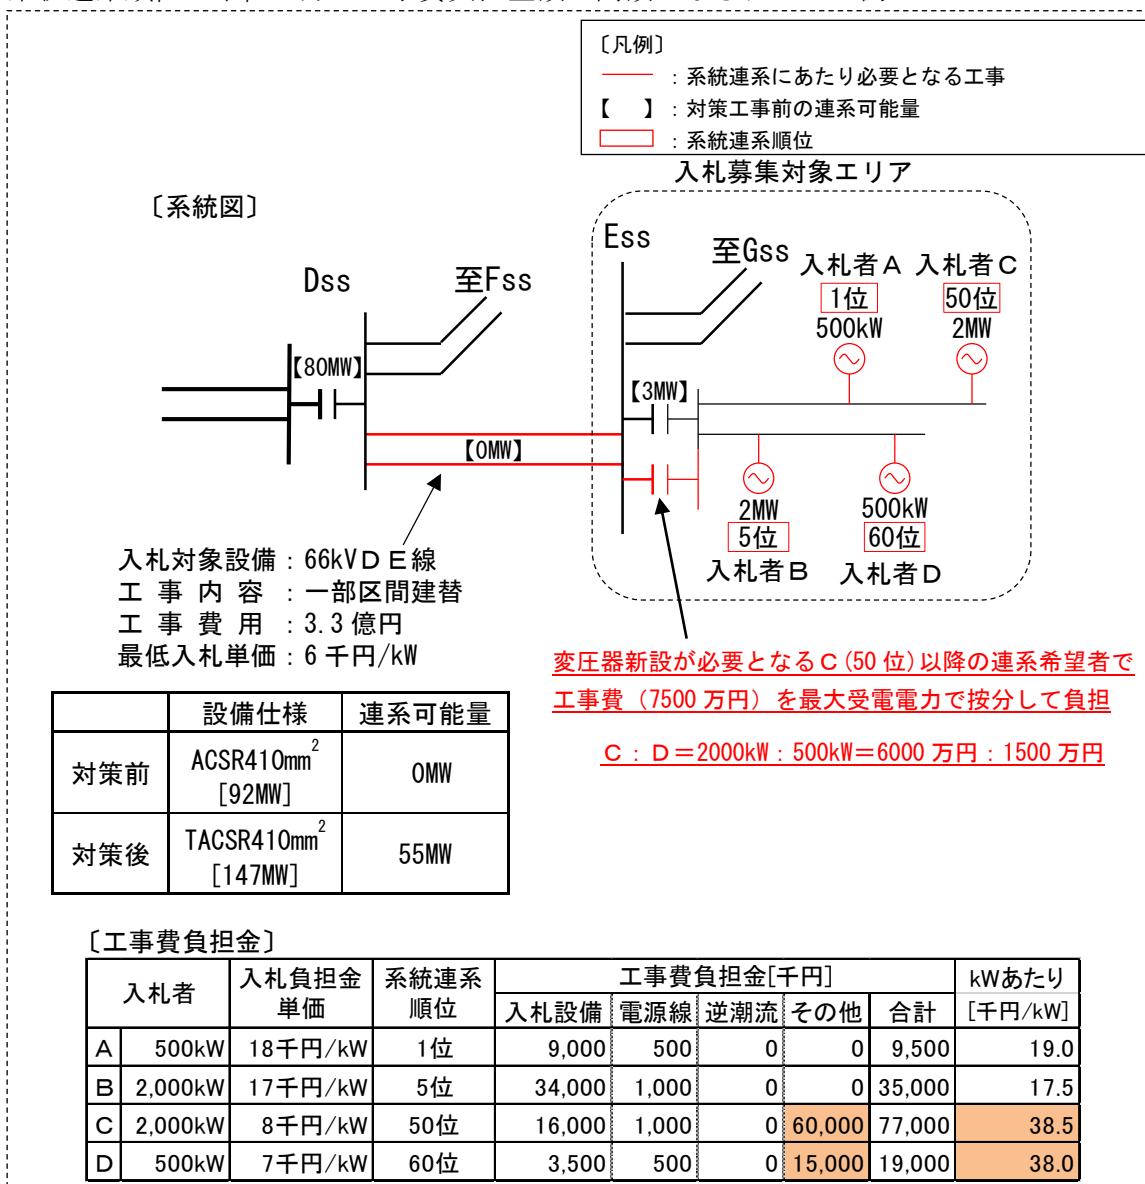 〔凡例〕
：系統連系にあたり必要となる工事
【　】：対策工事前の連系可能量
：系統連系順位
入札募集対象エリア
〔系統図〕
Ess
至Gss
入札者Ａ 入札者Ｃ
Dss
至Fss
1位
50位
500kW
2MW
【80MW】
【3MW】
【0MW】
2MW
500kW
5位
60位
入札者Ｂ 入札者Ｄ
入札対象設備：66kVＤＥ線
工事内容：一部区間建替
工事費用：3.3億円
最低入札単価：6千円/kW
変圧器新設が必要となるＣ(50位)以降の連系希望者で
工事費（7500万円）を最大受電電力で按分して負担
Ｃ：Ｄ＝2000kW：500kW＝6000万円：1500万円
設備仕様 連系可能量
対策前 ACSR410mm² [92MW] 0MW
対策後 TACSR410mm² [147MW] 55MW
〔工事費負担金〕
入札者 入札負担金単価 系統連系順位 工事費負担金[千円] kWあたり[千円/kW]
入札設備 電源線 逆潮流 その他 合計
Ａ 500kW 18千円/kW 1位 9,000 500 0 0 9,500 19.0
Ｂ 2,000kW 17千円/kW 5位 34,000 1,000 0 0 35,000 17.5
Ｃ 2,000kW 8千円/kW 50位 16,000 1,000 0 60,000 77,000 38.5
Ｄ 500kW 7千円/kW 60位 3,500 500 0 15,000 19,000 38.0